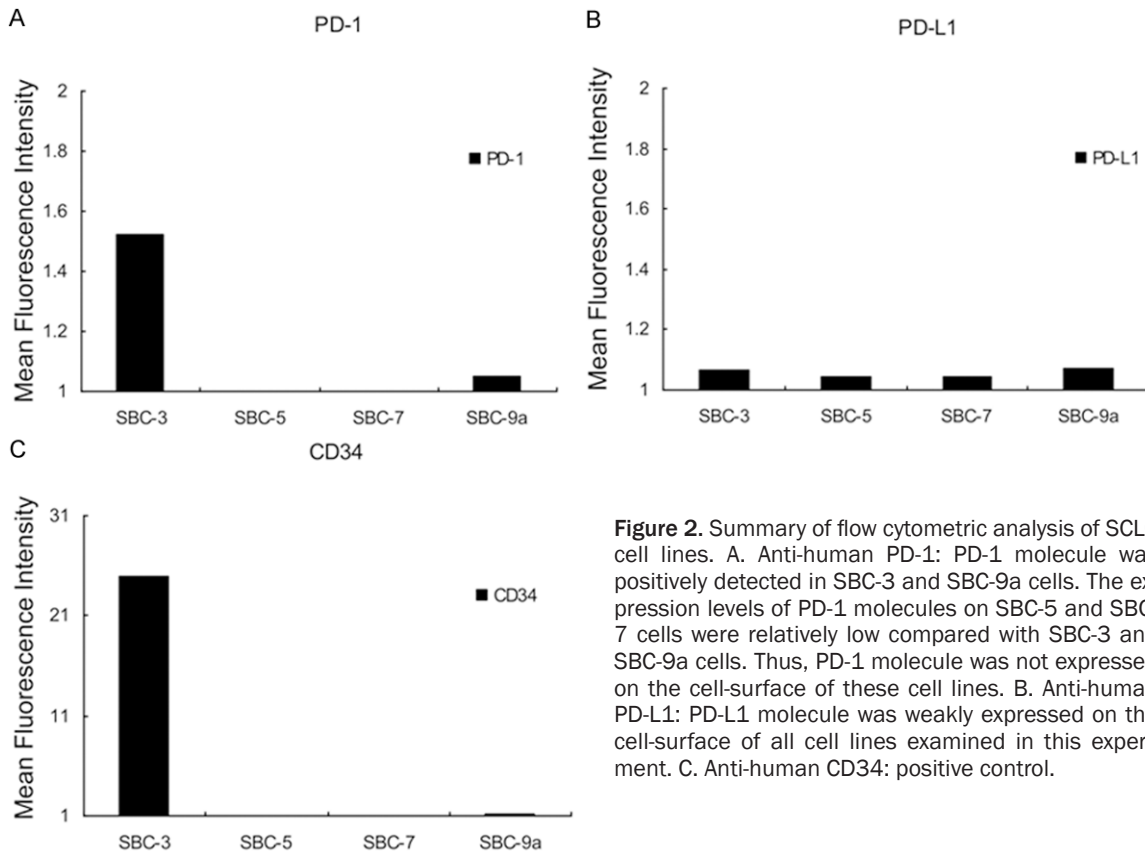 A
PD-1
Mean Fluorescence Intensity
2
1.8
1.6
1.4
1.2
1
PD-1
SBC-3 SBC-5 SBC-7 SBC-9a
B
PD-L1
Mean Fluorescence Intensity
2
1.8
1.6
1.4
1.2
1
PD-L1
SBC-3 SBC-5 SBC-7 SBC-9a
C
CD34
Mean Fluorescence Intensity
31
21
11
1
CD34
SBC-3 SBC-5 SBC-7 SBC-9a
Figure 2. Summary of flow cytometric analysis of SCL
cell lines. A. Anti-human PD-1: PD-1 molecule wa
positively detected in SBC-3 and SBC-9a cells. The ex
pression levels of PD-1 molecules on SBC-5 and SBC
7 cells were relatively low compared with SBC-3 an
SBC-9a cells. Thus, PD-1 molecule was not expresse
on the cell-surface of these cell lines. B. Anti-huma
PD-L1: PD-L1 molecule was weakly expressed on th
cell-surface of all cell lines examined in this exper
ment. C. Anti-human CD34: positive control.